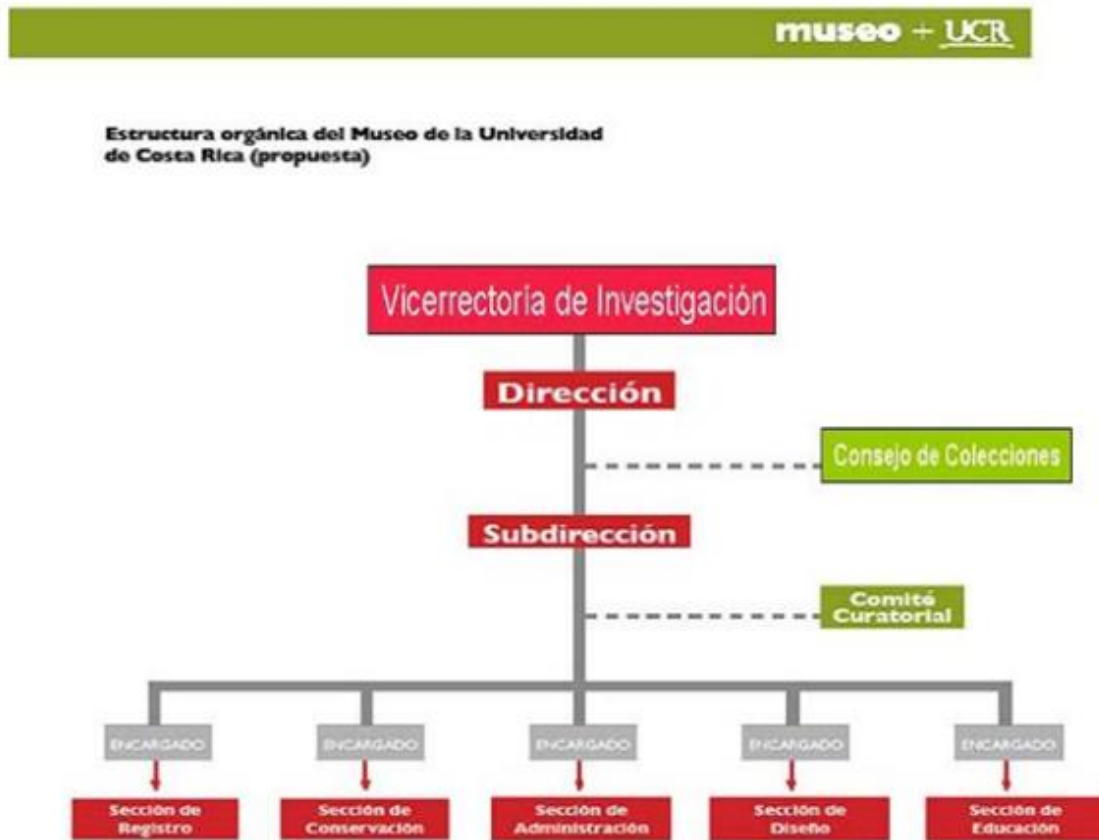 museo + UCR
Estructura orgánica del Museo de la Universidad
de Costa Rica (propuesta)
Vicerrectoría de Investigación
Dirección
Consejo de Colecciones
Subdirección
Comité
Curatorial
ENCARGADO
ENCARGADO
ENCARGADO
ENCARGADO
ENCARGADO
Sección de
Registro
Sección de
Conservación
Sección de
Administración
Sección de
Diseño
Sección de
Educación